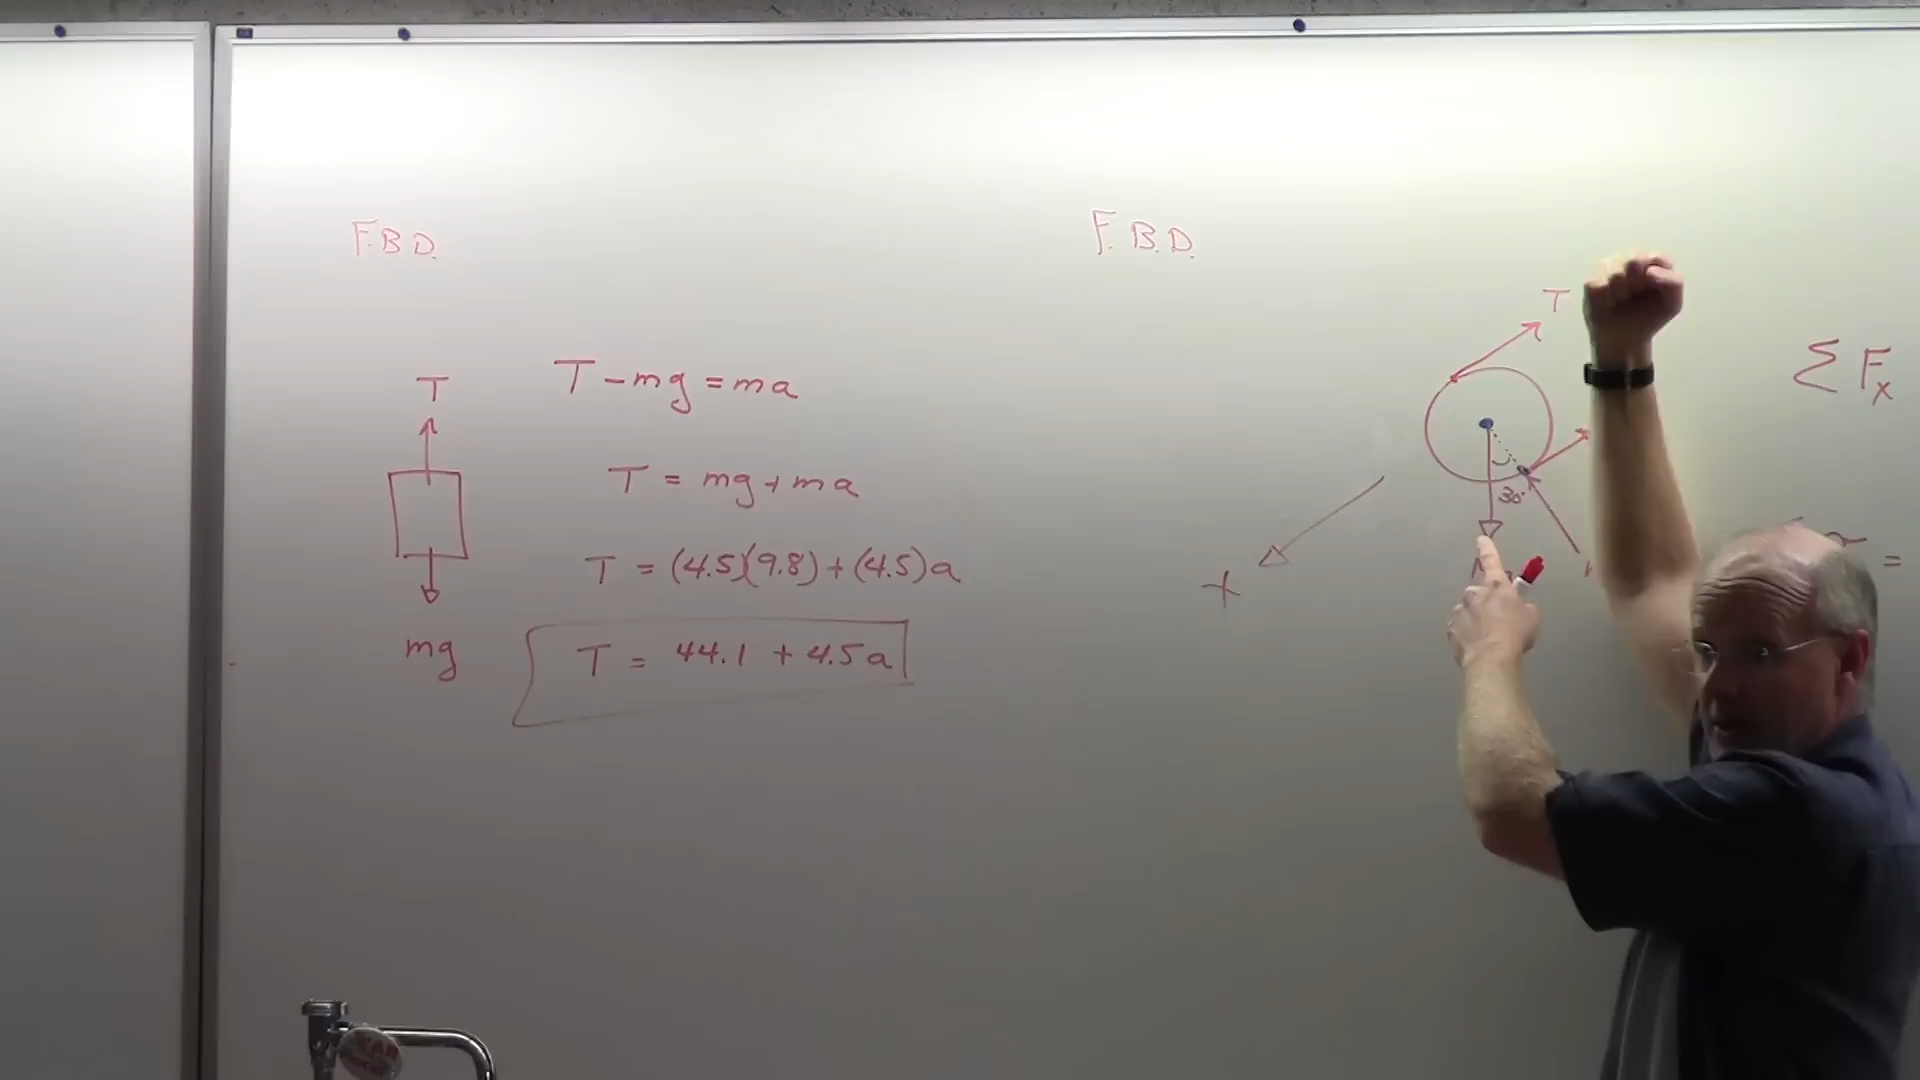 F.B.D.
T
T - mg = ma
T = mg + ma
T = (4.5)(9.8) + (4.5)a
mg
T = 44.1 + 4.5a
F.B.D.
T
30°
x
Σ Fx
=